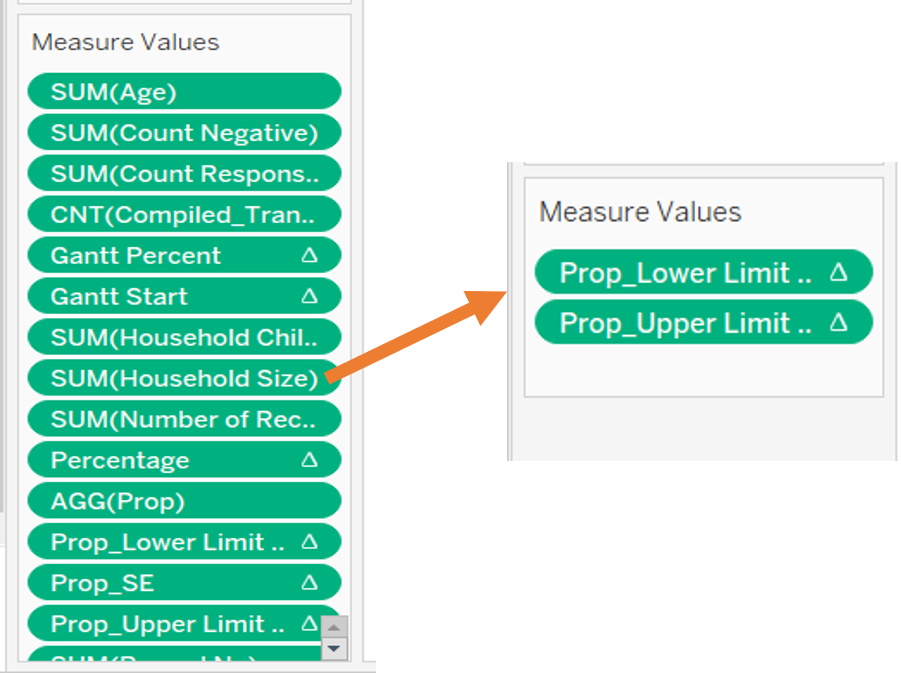 Measure Values
SUM(Age)
SUM(Count Negative)
SUM(Count Respons..
CNT(Compiled_Tran..
Gantt Percent Δ
Gantt Start Δ
SUM(Household Chil..
SUM(Household Size)
SUM(Number of Rec..
Percentage Δ
AGG(Prop)
Prop_Lower Limit .. Δ
Prop_SE Δ
Prop_Upper Limit .. Δ
Measure Values
Prop_Lower Limit .. Δ
Prop_Upper Limit .. Δ